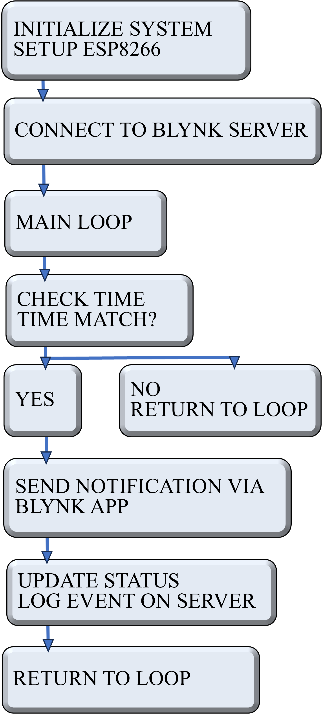 INITIALIZE SYSTEM
SETUP ESP8266
CONNECT TO BLYNK SERVER
MAIN LOOP
CHECK TIME
TIME MATCH?
YES
NO
RETURN TO LOOP
SEND NOTIFICATION VIA
BLYNK APP
UPDATE STATUS
LOG EVENT ON SERVER
RETURN TO LOOP